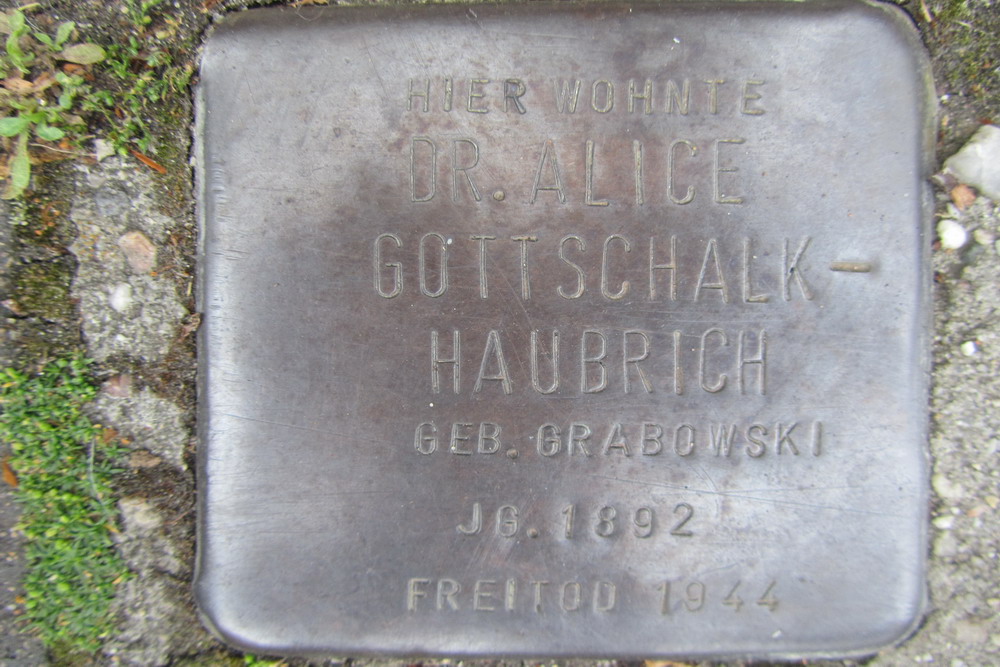 HIER WOHNTE
DR. ALICE
GOTTSCHALK-
HAUBRICH
GEB. GRABOWSKI
JG. 1892
FREITOD 1944